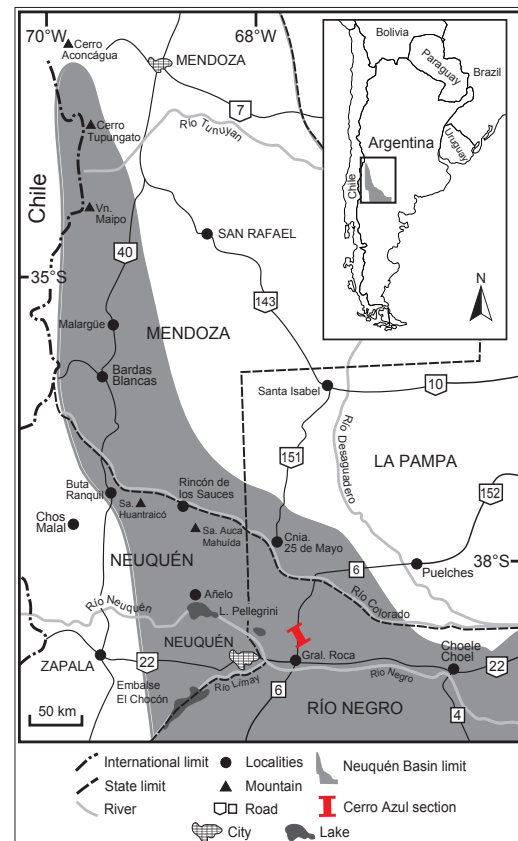 70°W
68°W
Cerro
Aconcágua
MENDOZA
7
Río Tunuyan
Cerro
Tupungato
Chile
Vn.
Maipo
SAN RAFAEL
40
35°S
143
Malargüe
MENDOZA
Bardas
Blancas
Santa Isabel
10
Río Desaguadero
151
LA PAMPA
152
Buta
Ranquil
Sa.
Huantraicó
Rincón de
los Sauces
Chos
Malal
Sa. Auca
Mahuída
Cnia.
25 de Mayo
38°S
NEUQUÉN
6
Puelches
Añelo
Río Colorado
Río Neuquén
L. Pellegrini
NEUQUÉN
Choele
Choel
ZAPALA
22
Gral. Roca
22
Embalse
El Chocón
Río Limay
6
Río Negro
RÍO NEGRO
4
50 km
Bolivia
Paraguay
Brazil
Argentina
Uruguay
Chile
N
International limit
State limit
River
Localities
Mountain
Road
City
Lake
Neuquén Basin limit
Cerro Azul section